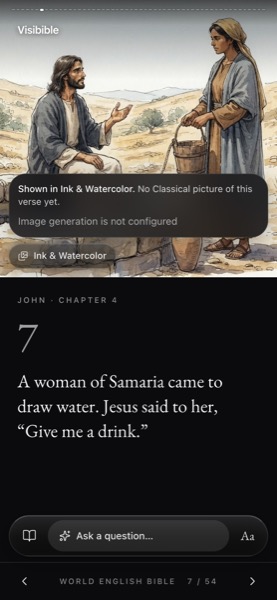 Visibible
Shown in Ink & Watercolor. No Classical picture of this
verse yet.
Image generation is not configured
Ink & Watercolor
JOHN · CHAPTER 4
7
A woman of Samaria came to
draw water. Jesus said to her,
“Give me a drink.”
Ask a question...
Aa
WORLD ENGLISH BIBLE 7 / 54